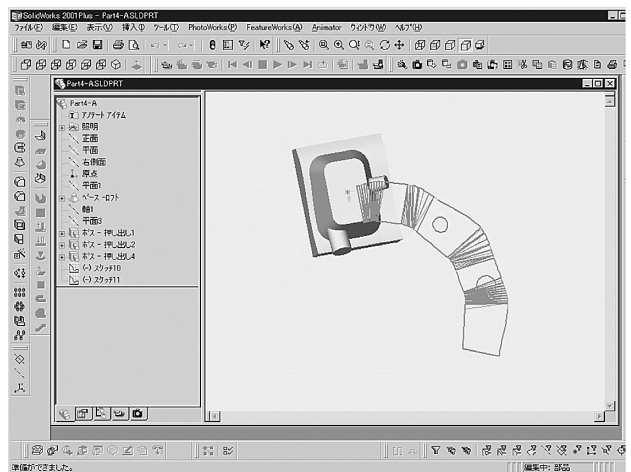 SolidWorks 2001Plus - Part4-A.SLDPRT
ファイル(F) 編集(E) 表示(V) 挿入(I) ツール(T) PhotoWorks(P) FeatureWorks(A) Animator ウィンドウ(W) ヘルプ(H)
Part4-A.SLDPRT
Part4-A
アノテート アイテム
照明
正面
平面
右側面
原点
平面1
ベース-ロフト
軸1
平面3
ボス - 押し出し1
ボス - 押し出し2
ボス - 押し出し4
(-) スケッチ10
(-) スケッチ11
準備ができました。
編集中: 部品